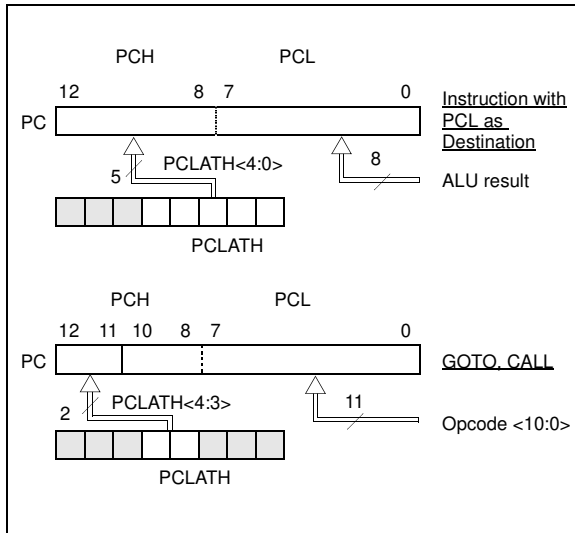 PCH PCL
12 8 7 0
Instruction with
PCL as
Destination
PC
PCLATH<4:0>
5
8
ALU result
PCLATH
PCH PCL
12 11 10 8 7 0
PC
GOTO, CALL
PCLATH<4:3>
2
11
Opcode <10:0>
PCLATH